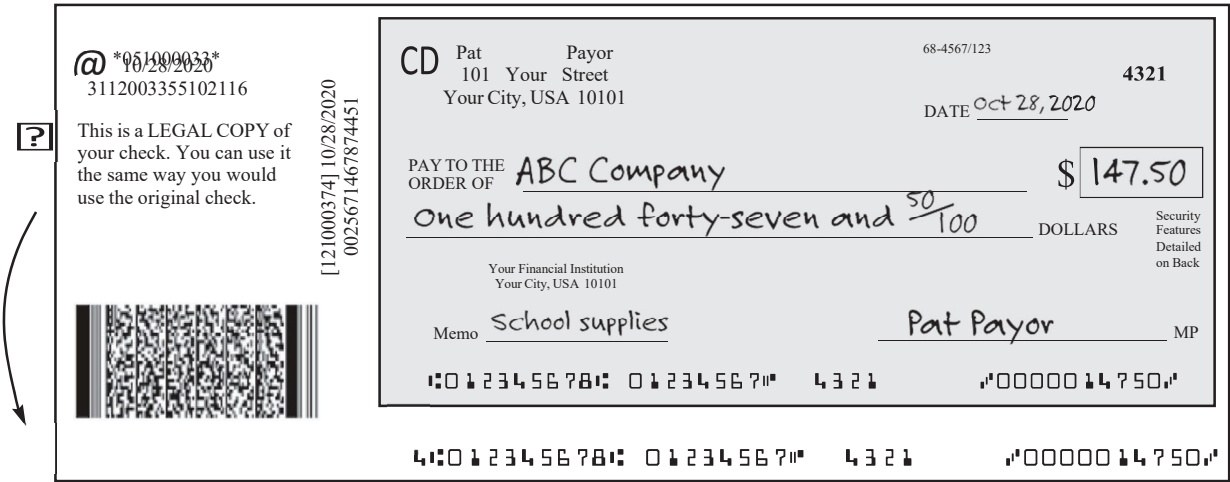 @ *051000033*
10/28/2020
3112003355102116
?
This is a LEGAL COPY of
your check. You can use it
the same way you would
use the original check.
[121000374] 10/28/2020
00256714678744​51
CD Pat Payor
101 Your Street
Your City, USA 10101
68-4567/123
4321
DATE Oct 28, 2020
PAY TO THE
ORDER OF ABC Company $ 147.50
One hundred forty-seven and 50/100 DOLLARS
Security
Features
Detailed
on Back
Your Financial Institution
Your City, USA 10101
Memo School supplies Pat Payor MP
⑆012345678⑆ 01234567⑈ 4321 ⑇0000014750⑇
4⑆012345678⑆ 01234567⑈ 4321 ⑇0000014750⑇